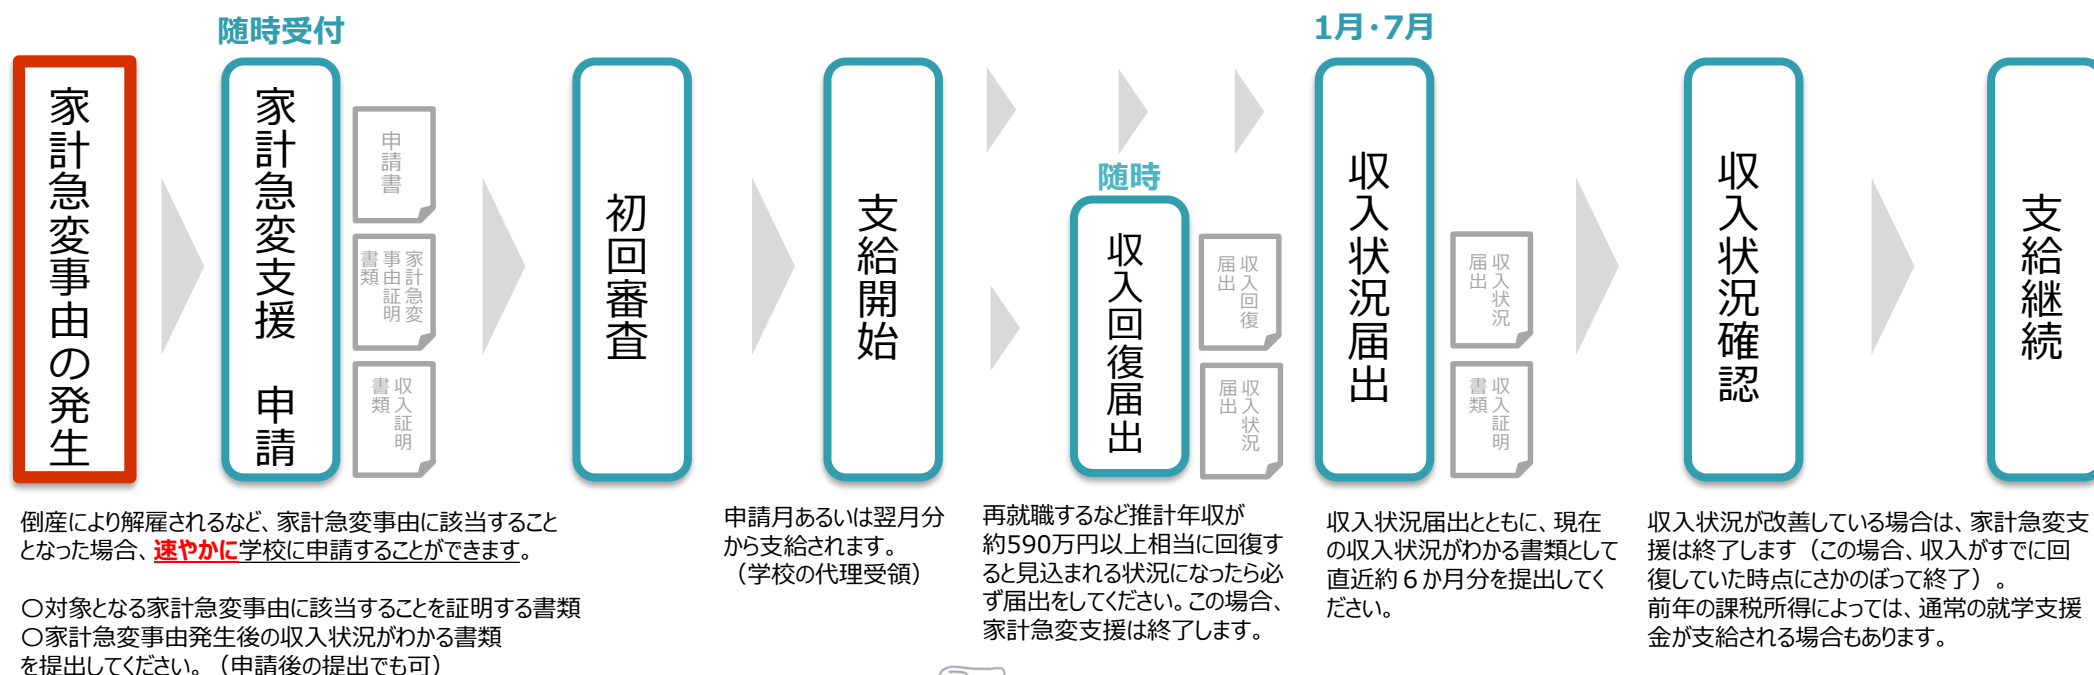 随時受付
1月・7月
家計急変事由の発生
家計急変支援　申請
申請書
家計急変
事由証明
書類
収入証明
書類
初回審査
支給開始
随時
収入回復届出
収入回復
届出
収入状況
届出
収入状況届出
収入状況
届出
収入証明
書類
収入状況確認
支給継続
倒産により解雇されるなど、家計急変事由に該当すること
となった場合、速やかに学校に申請することができます。
〇対象となる家計急変事由に該当することを証明する書類
〇家計急変事由発生後の収入状況がわかる書類
を提出してください。（申請後の提出でも可）
申請月あるいは翌月分
から支給されます。
（学校の代理受領）
再就職するなど推計年収が
約590万円以上相当に回復す
ると見込まれる状況になったら必
ず届出をしてください。この場合、
家計急変支援は終了します。
収入状況届出とともに、現在
の収入状況がわかる書類として
直近約６か月分を提出してく
ださい。
収入状況が改善している場合は、家計急変支
援は終了します（この場合、収入がすでに回
復していた時点にさかのぼって終了）。
前年の課税所得によっては、通常の就学支援
金が支給される場合もあります。